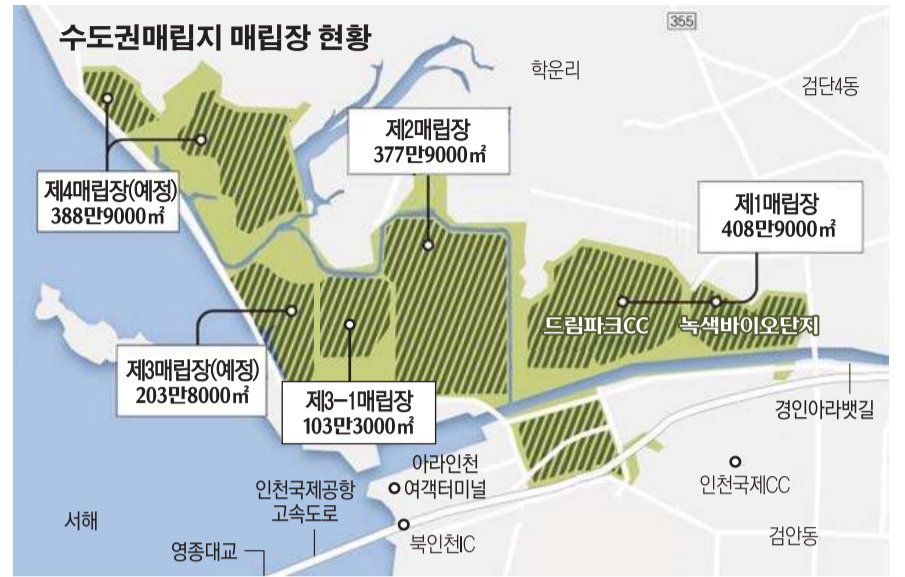 수도권매립지 매립장 현황
355
학운리
검단4동
제2매립장
377만9000㎡
제4매립장(예정)
388만9000㎡
제1매립장
408만9000㎡
드림파크CC
녹색바이오단지
제3매립장(예정)
203만8000㎡
제3-1매립장
103만3000㎡
경인아라뱃길
아라인천
여객터미널
인천국제공항
고속도로
인천국제CC
서해
북인천IC
검안동
영종대교